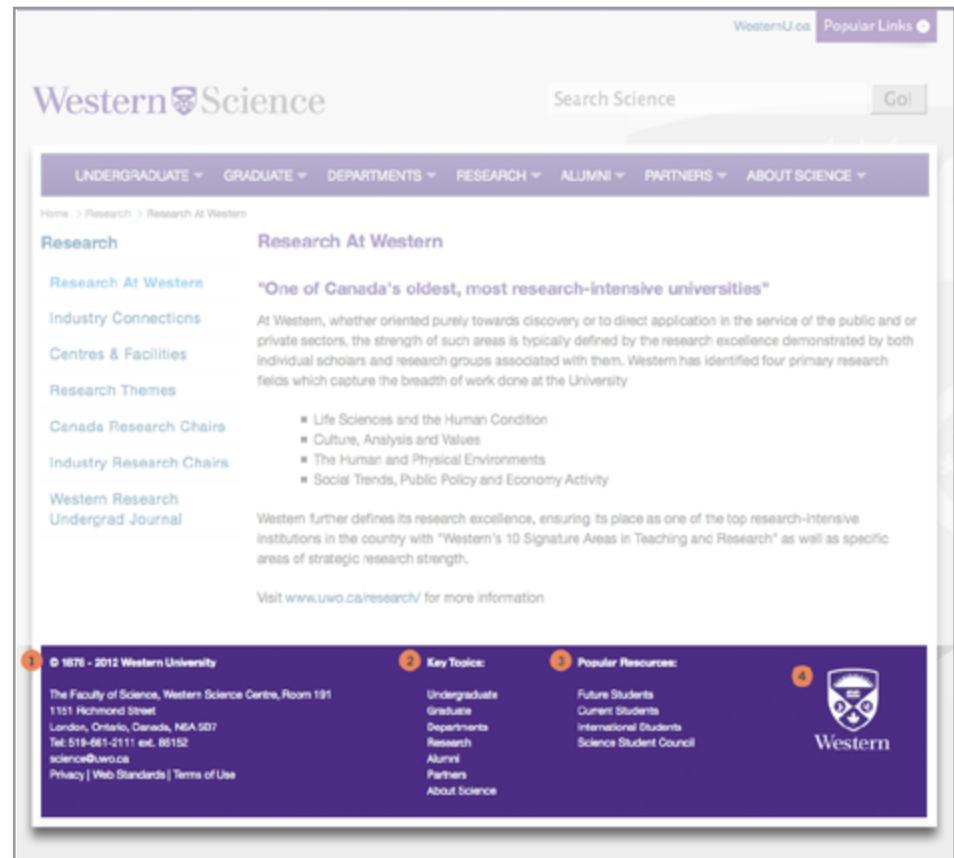 WesternU.ca Popular Links
Western Science
Search Science Go!
UNDERGRADUATE GRADUATE DEPARTMENTS RESEARCH ALUMNI PARTNERS ABOUT SCIENCE
Home > Research > Research At Western
Research
Research At Western
Industry Connections
Centres & Facilities
Research Themes
Canada Research Chairs
Industry Research Chairs
Western Research
Undergrad Journal
Research At Western
"One of Canada's oldest, most research-intensive universities"
At Western, whether oriented purely towards discovery or to direct application in the service of the public and or
private sectors, the strength of such areas is typically defined by the research excellence demonstrated by both
individual scholars and research groups associated with them. Western has identified four primary research
fields which capture the breadth of work done at the University
Life Sciences and the Human Condition
Culture, Analysis and Values
The Human and Physical Environments
Social Trends, Public Policy and Economy Activity
Western further defines its research excellence, ensuring its place as one of the top research-intensive
institutions in the country with "Western's 10 Signature Areas in Teaching and Research" as well as specific
areas of strategic research strength.
Visit www.uwo.ca/research/ for more information
1 © 1878 - 2012 Western University
The Faculty of Science, Western Science Centre, Room 191
1151 Richmond Street
London, Ontario, Canada, N6A 5B7
Tel: 519-661-2111 ext. 86152
science@uwo.ca
Privacy | Web Standards | Terms of Use
2 Key Topics:
Undergraduate
Graduate
Departments
Research
Alumni
Partners
About Science
3 Popular Resources:
Future Students
Current Students
International Students
Science Student Council
4
Western